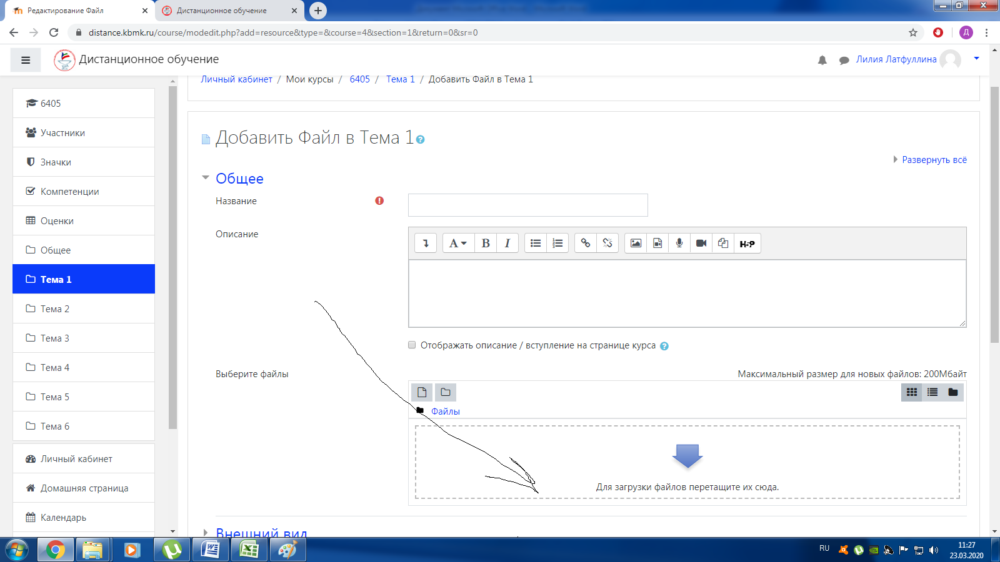 Редактирование Файл
Дистанционное обучение
distance.kbmk.ru/course/modedit.php?add=resource&type=&course=4&section=1&return=0&sr=0
Д
Дистанционное обучение
Лилия Латфуллина
Личный кабинет / Мои курсы / 6405 / Тема 1 / Добавить Файл в Тема 1
6405
Участники
Значки
Компетенции
Оценки
Общее
Тема 1
Тема 2
Тема 3
Тема 4
Тема 5
Тема 6
Личный кабинет
Домашняя страница
Календарь
Добавить Файл в Тема 1
Развернуть всё
Общее
Название
Описание
A B I
H-P
Отображать описание / вступление на странице курса
Выберите файлы
Максимальный размер для новых файлов: 200Мбайт
Файлы
Для загрузки файлов перетащите их сюда.
Внешний вид
RU
11:27
23.03.2020